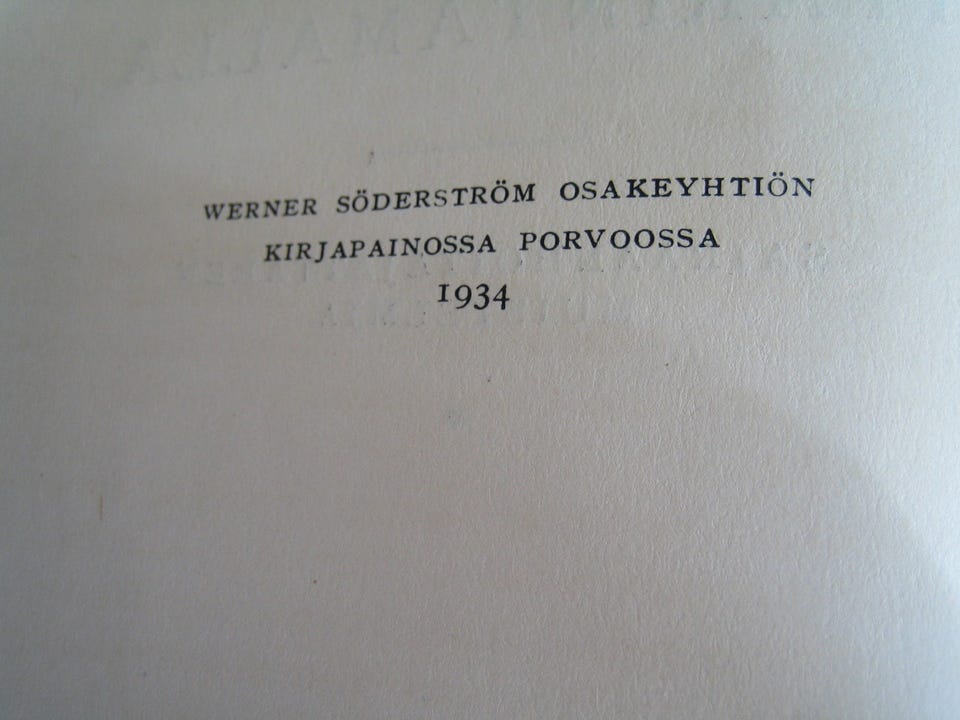 WERNER SÖDERSTRÖM OSAKEYHTIÖN
KIRJAPAINOSSA PORVOOSSA
1934